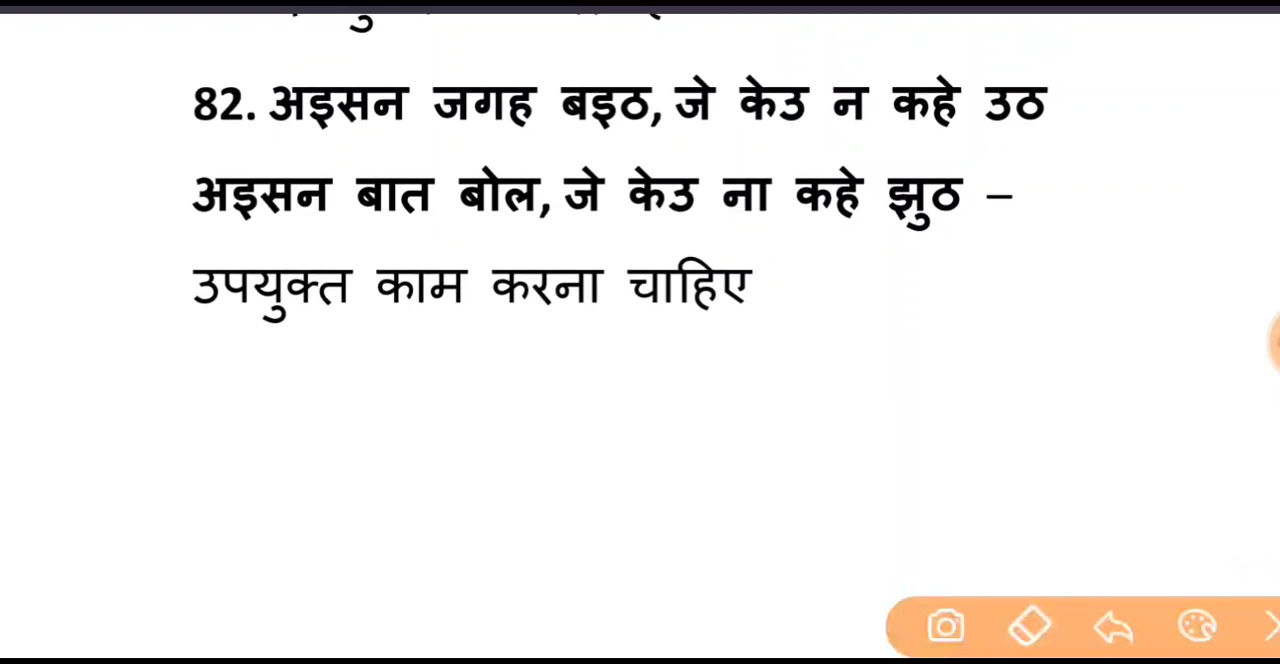 82. अइसन जगह बइठ, जे केउ न कहे उठ
अइसन बात बोल, जे केउ ना कहे झुठ –
उपयुक्त काम करना चाहिए